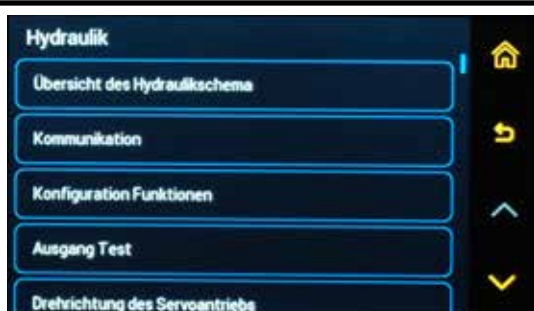 Hydraulik
Übersicht des Hydraulikschema
Kommunikation
Konfiguration Funktionen
Ausgang Test
Drehrichtung des Servoantriebs